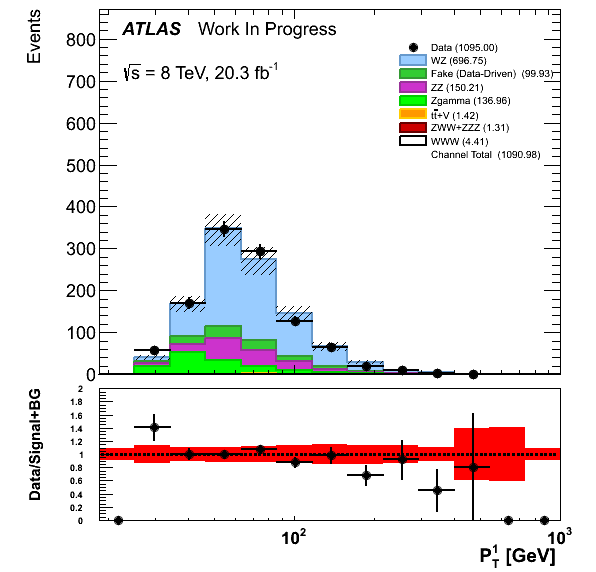 Events
ATLAS Work In Progress
√s = 8 TeV, 20.3 fb⁻¹
Data (1095.00)
WZ (696.75)
Fake (Data-Driven) (99.93)
ZZ (150.21)
Zgamma (136.96)
tt̄+V (1.42)
ZWW+ZZZ (1.31)
WWW (4.41)
Channel Total (1090.98)
800
700
600
500
400
300
200
100
0
Data/Signal+BG
2
1.8
1.6
1.4
1.2
1
0.8
0.6
0.4
0.2
0
10²
10³
P_T^1 [GeV]